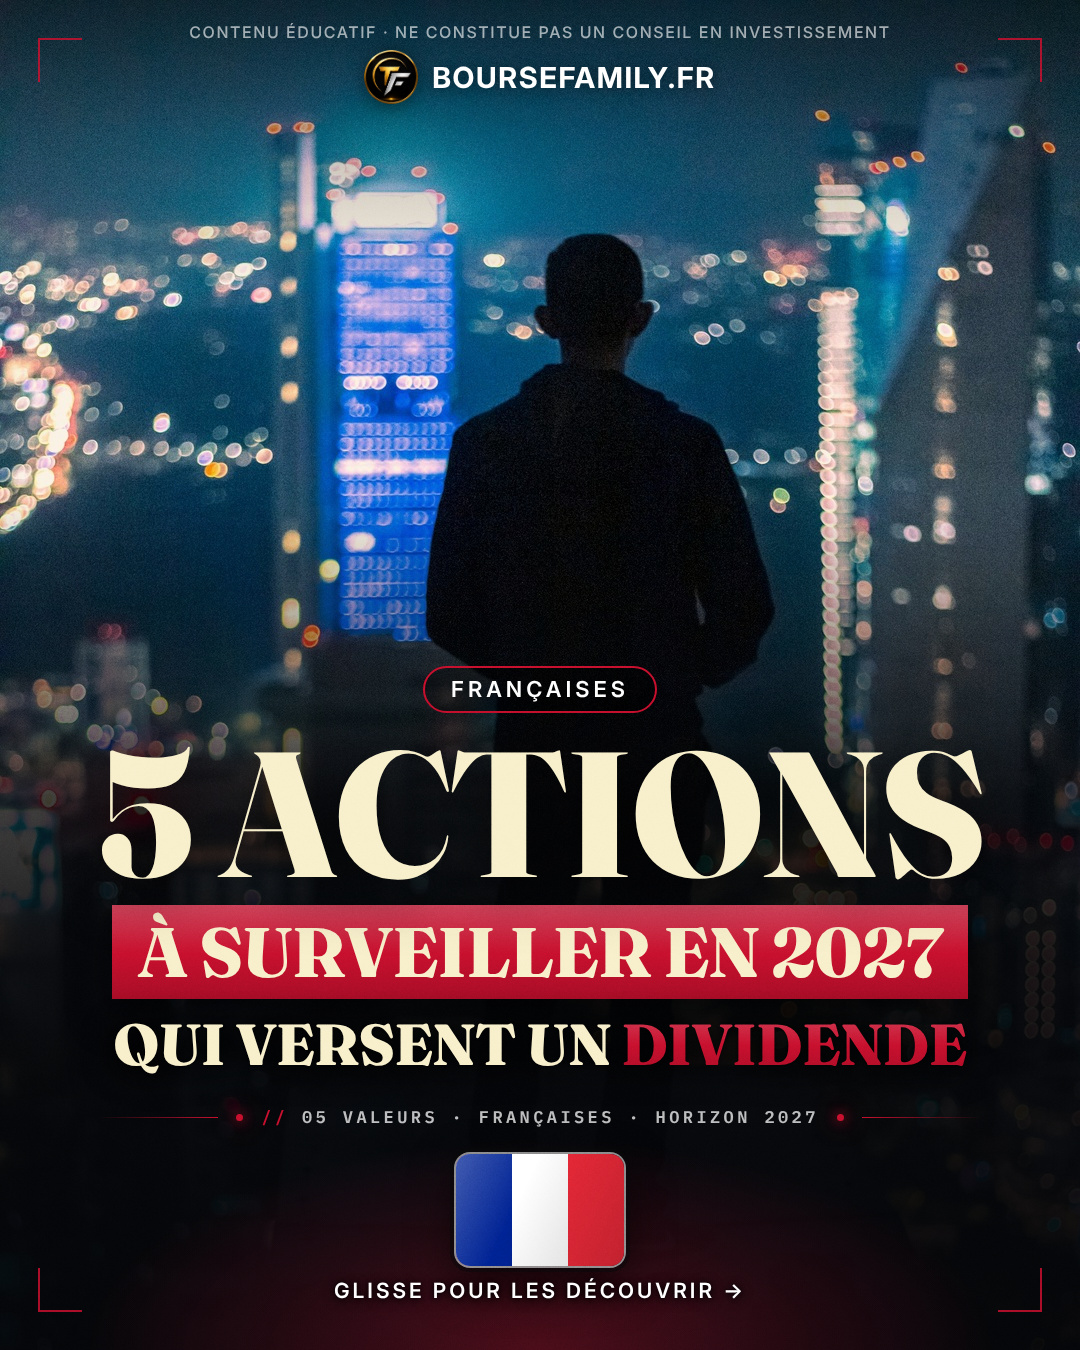 CONTENU ÉDUCATIF · NE CONSTITUE PAS UN CONSEIL EN INVESTISSEMENT
TF BOURSEFAMILY.FR
FRANÇAISES
5 ACTIONS
À SURVEILLER EN 2027
QUI VERSENT UN DIVIDENDE
// 05 VALEURS · FRANÇAISES · HORIZON 2027
GLISSE POUR LES DÉCOUVRIR →